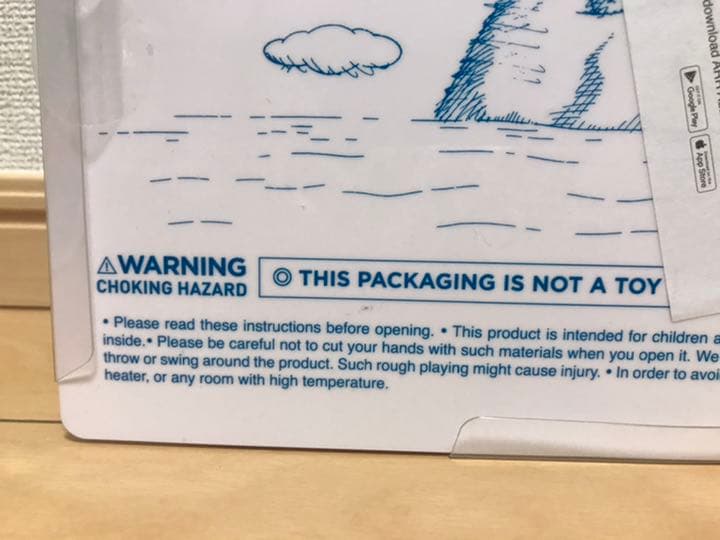 download
Google Play
App Store
WARNING
CHOKING HAZARD
◎ THIS PACKAGING IS NOT A TOY
• Please read these instructions before opening. • This product is intended for children a
inside.• Please be careful not to cut your hands with such materials when you open it. We
throw or swing around the product. Such rough playing might cause injury. • In order to avoi
heater, or any room with high temperature.